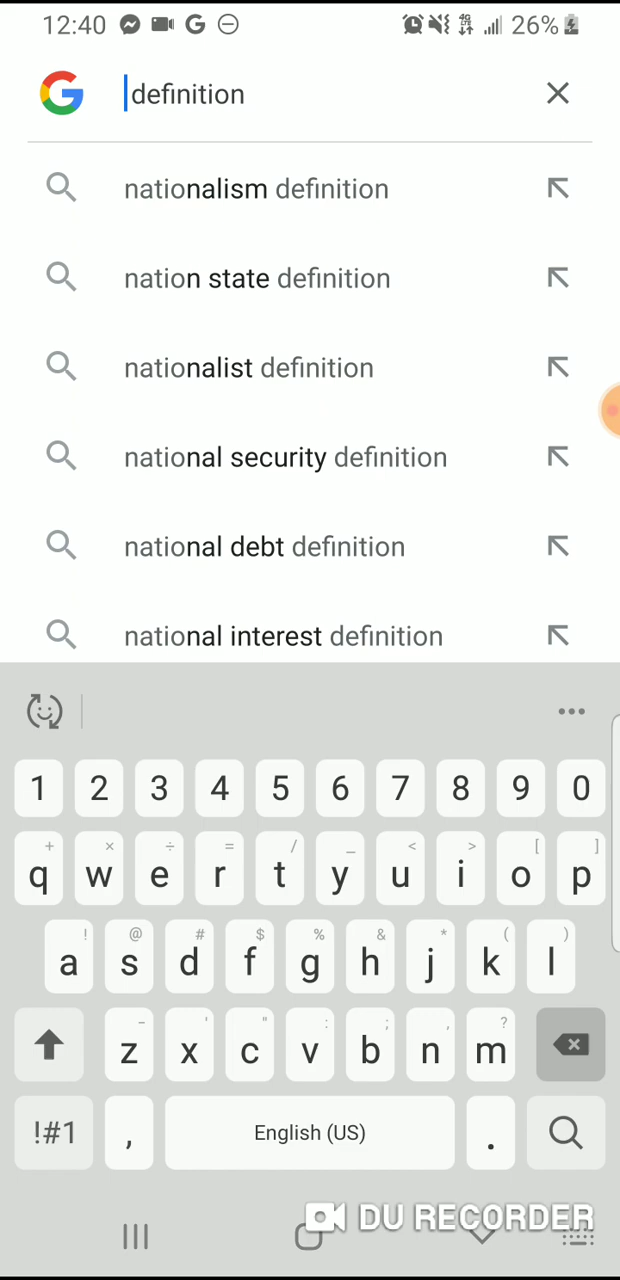 12:40 26%
definition
nationalism definition
nation state definition
nationalist definition
national security definition
national debt definition
national interest definition
1 2 3 4 5 6 7 8 9 0
+ × ÷ = / _ < > [ ]
q w e r t y u i o p
! @ # $ % & * ( )
a s d f g h j k l
- ' " : ; , ?
z x c v b n m
!#1 , English (US) .
DU RECORDER